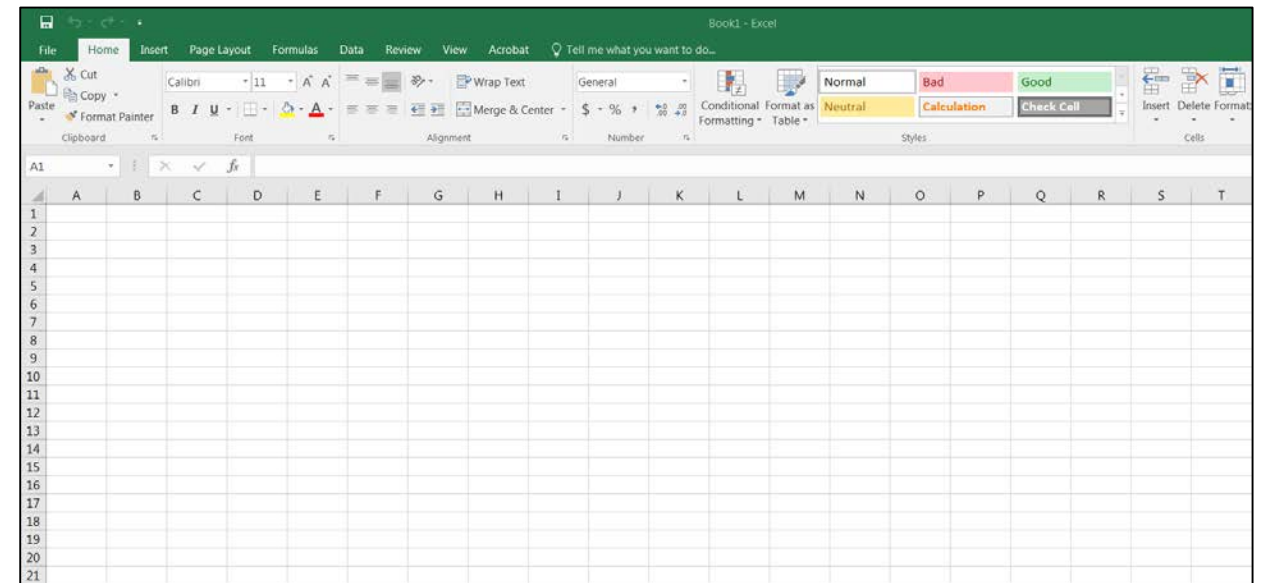 Book1 - Excel
File Home Insert Page Layout Formulas Data Review View Acrobat Tell me what you want to do...
Cut
Copy
Paste
Format Painter
Clipboard
Calibri 11 A A
B I U A
Font
Wrap Text
Merge & Center
Alignment
General
$ % , .00 .0
Number
Conditional Formatting
Format as Table
Normal Bad Good
Neutral Calculation Check Cell
Styles
Insert Delete Format
Cells
A1 fx
A B C D E F G H I J K L M N O P Q R S T
1
2
3
4
5
6
7
8
9
10
11
12
13
14
15
16
17
18
19
20
21